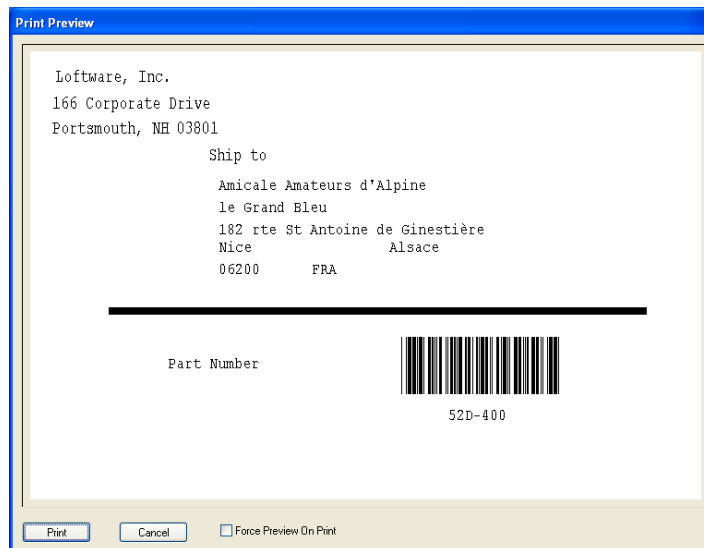 Print Preview
Loftware, Inc.
166 Corporate Drive
Portsmouth, NH 03801
Ship to
Amicale Amateurs d'Alpine
le Grand Bleu
182 rte St Antoine de Ginestière
Nice Alsace
06200 FRA
Part Number
52D-400
Print Cancel Force Preview On Print